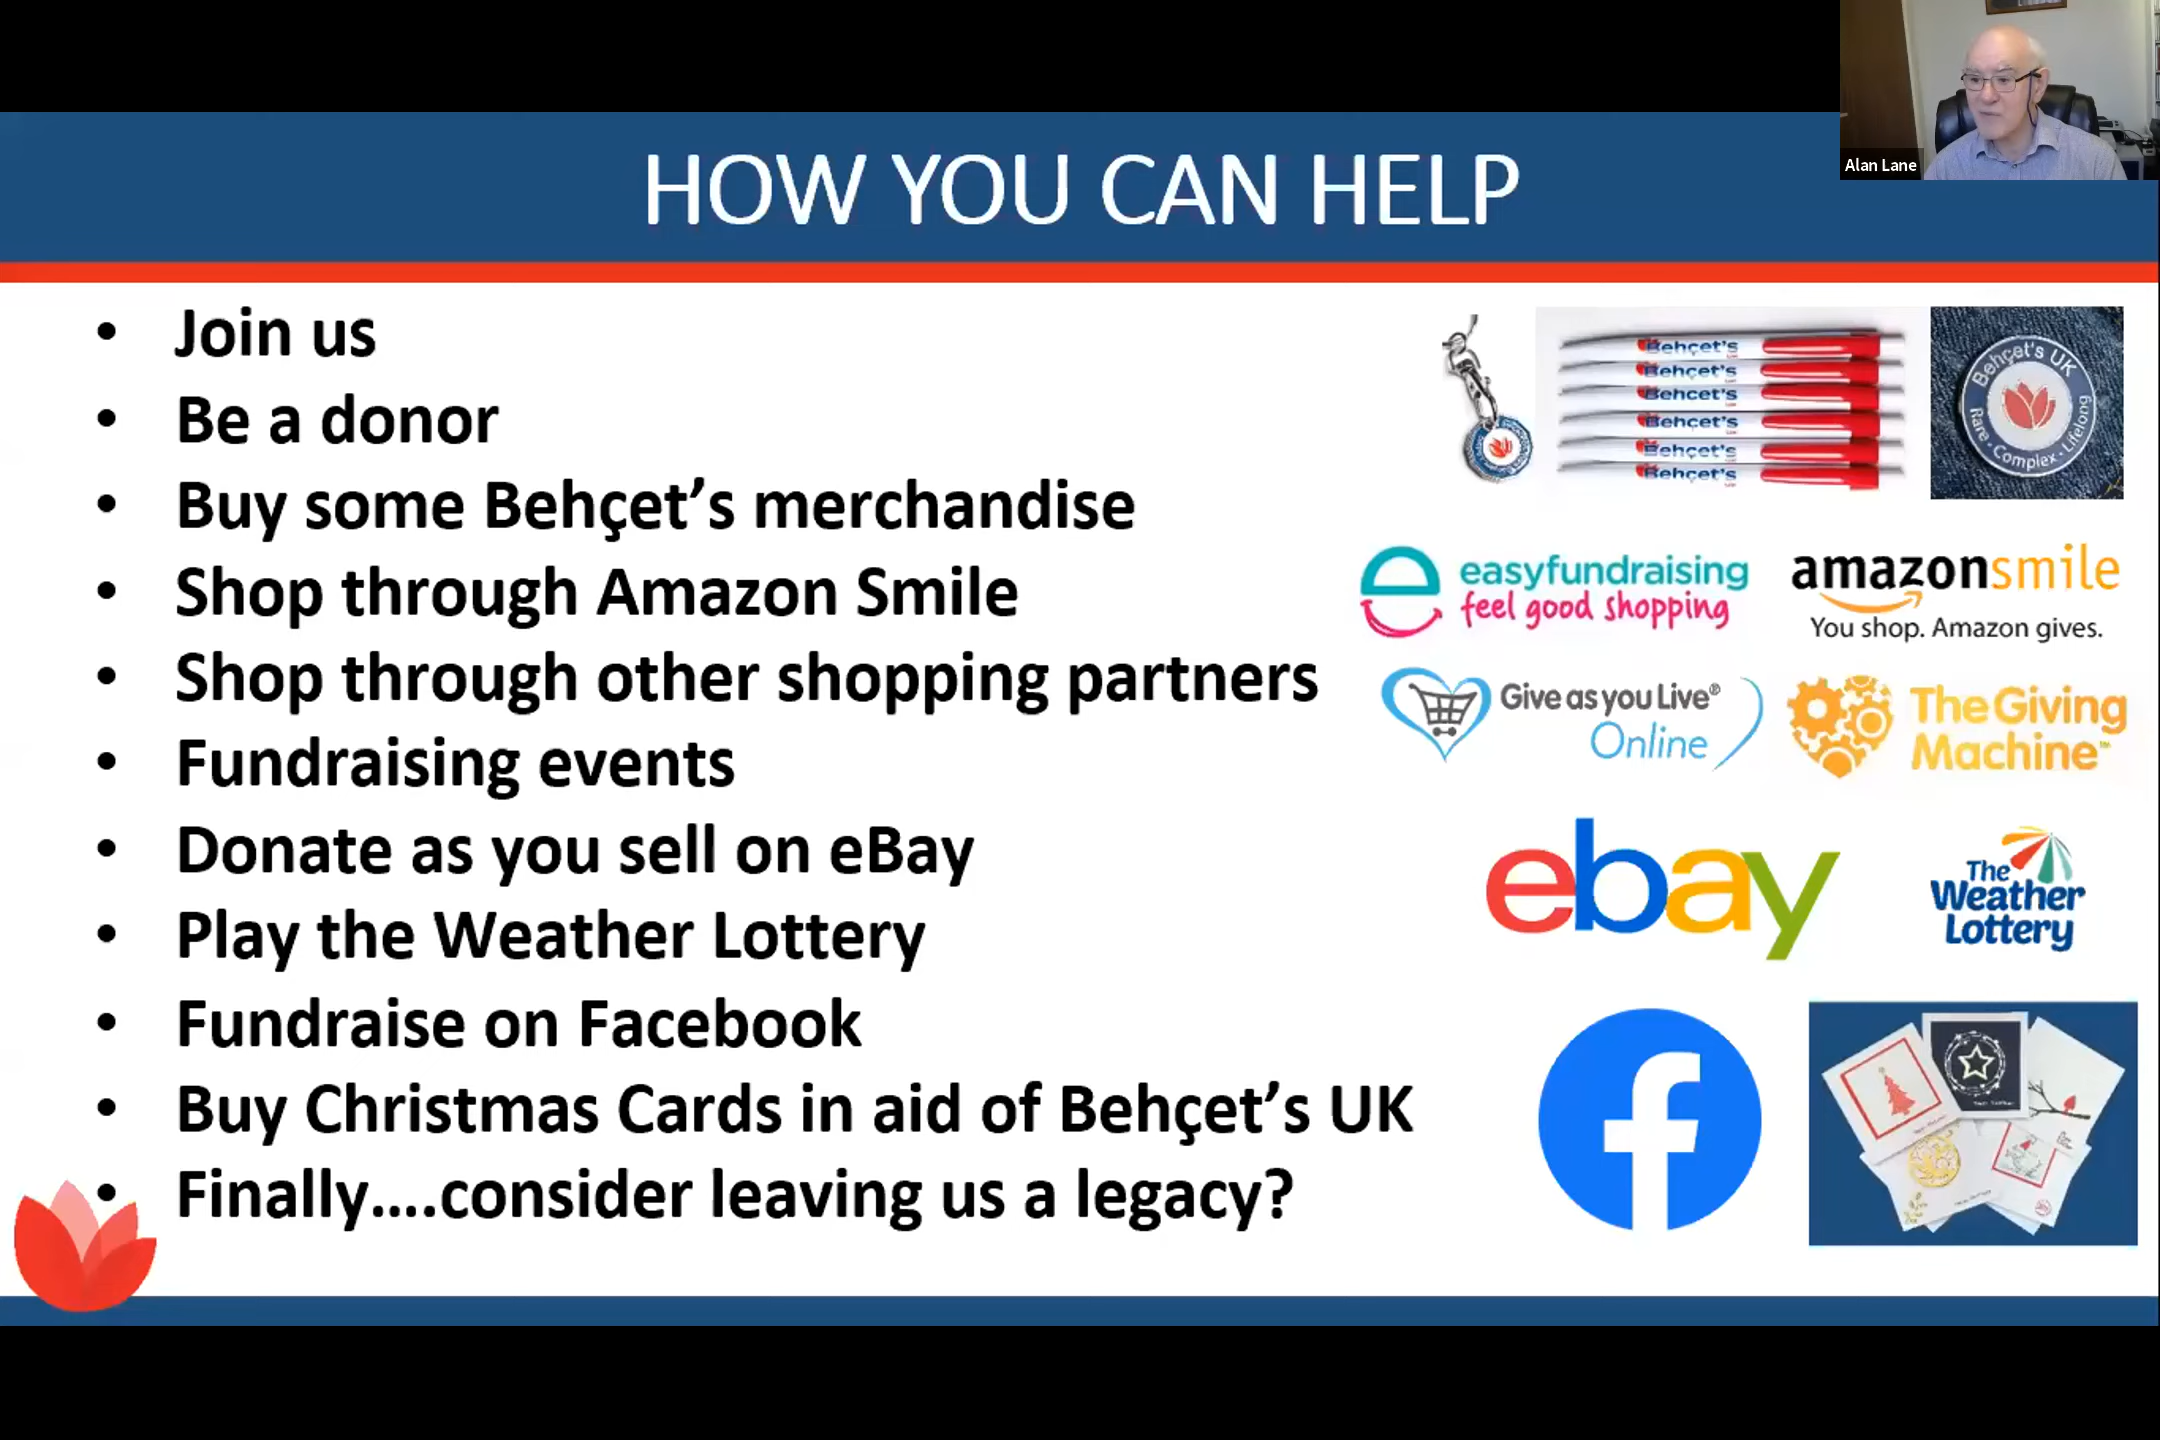 Alan Lane
HOW YOU CAN HELP
• Join us
• Be a donor
• Buy some Behçet’s merchandise
• Shop through Amazon Smile
• Shop through other shopping partners
• Fundraising events
• Donate as you sell on eBay
• Play the Weather Lottery
• Fundraise on Facebook
• Buy Christmas Cards in aid of Behçet’s UK
• Finally....consider leaving us a legacy?
Behçet's
Behçet's
Behçet's
Behçet's
Behçet's
Behçet's
Behçet's UK
Rare · Complex · Lifelong
easyfundraising
feel good shopping
amazonsmile
You shop. Amazon gives.
Give as you Live®
Online
The Giving
Machine™
ebay
The
Weather
Lottery